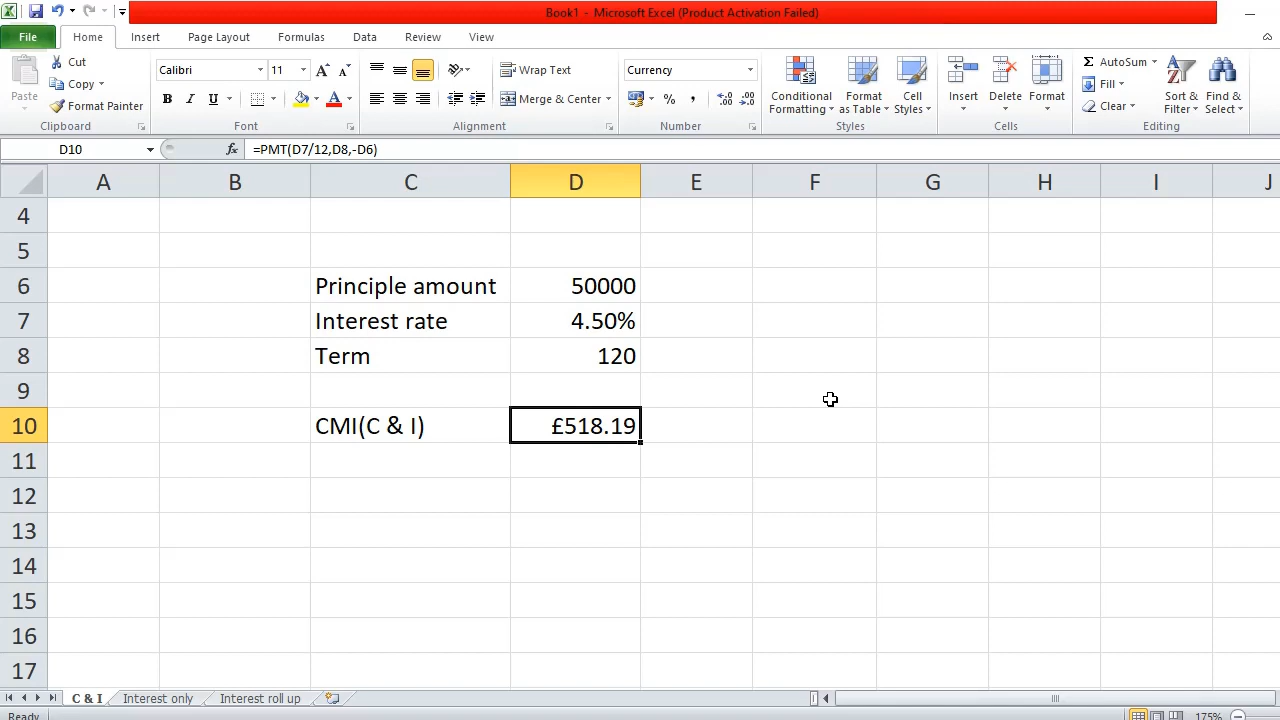 Book1 - Microsoft Excel (Product Activation Failed)
File Home Insert Page Layout Formulas Data Review View
Paste Cut Copy Format Painter Clipboard
Calibri 11 B I U Font
Wrap Text Merge & Center Alignment
Currency % , Number
Conditional Formatting Format as Table Cell Styles Styles
Insert Delete Format Cells
Σ AutoSum Fill Clear Sort & Filter Find & Select Editing
D10 fx =PMT(D7/12,D8,-D6)
A B C D E F G H I J
4
5
6 Principle amount 50000
7 Interest rate 4.50%
8 Term 120
9
10 CMI(C & I) £518.19
11
12
13
14
15
16
17
C & I Interest only Interest roll up
Ready 175%